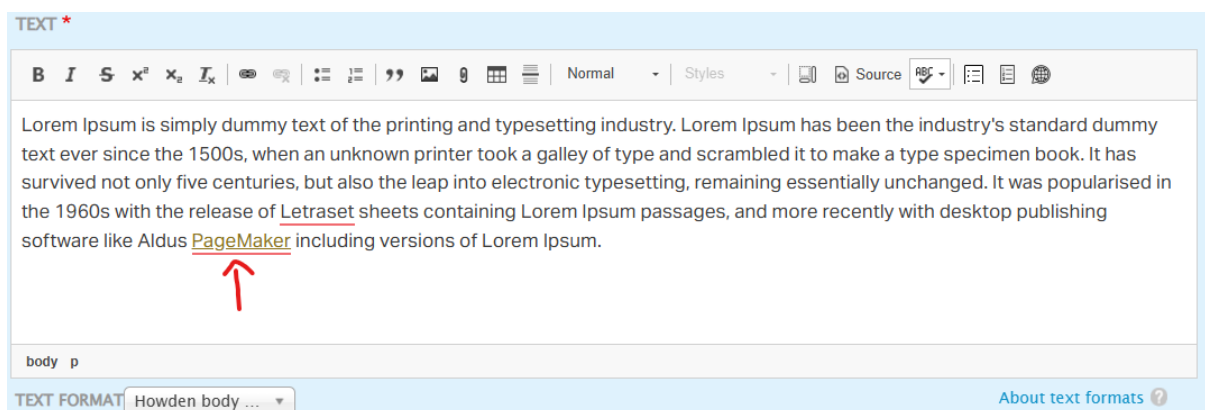 TEXT *
B I S x² x₂ Ix Normal Styles Source ABC
Lorem Ipsum is simply dummy text of the printing and typesetting industry. Lorem Ipsum has been the industry's standard dummy
text ever since the 1500s, when an unknown printer took a galley of type and scrambled it to make a type specimen book. It has
survived not only five centuries, but also the leap into electronic typesetting, remaining essentially unchanged. It was popularised in
the 1960s with the release of Letraset sheets containing Lorem Ipsum passages, and more recently with desktop publishing
software like Aldus PageMaker including versions of Lorem Ipsum.
body p
TEXT FORMAT Howden body ... About text formats ?